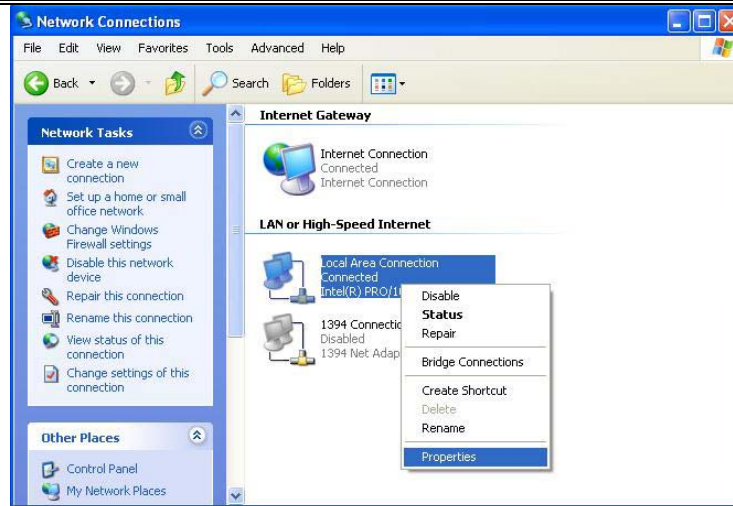 Network Connections
File Edit View Favorites Tools Advanced Help
Back Search Folders
Network Tasks
Create a new
connection
Set up a home or small
office network
Change Windows
Firewall settings
Disable this network
device
Repair this connection
Rename this connection
View status of this
connection
Change settings of this
connection
Other Places
Control Panel
My Network Places
Internet Gateway
Internet Connection
Connected
Internet Connection
LAN or High-Speed Internet
Local Area Connection
Connected
Intel(R)
1394
Disabled
1394 Net
Disable
Status
Repair
Bridge Connections
Create Shortcut
Delete
Rename
Properties